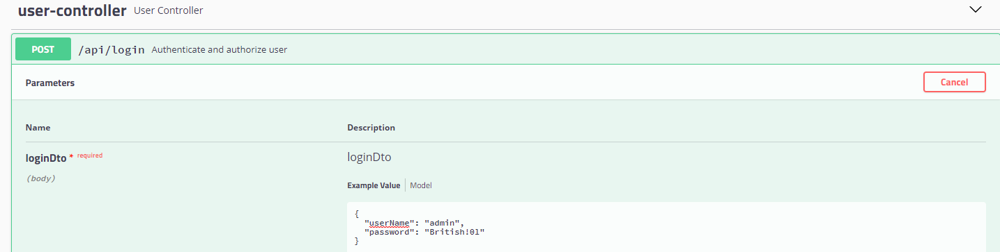 user-controller User Controller
POST /api/login Authenticate and authorize user
Parameters Cancel
Name Description
loginDto * required loginDto
(body)
Example Value Model
{
"userName": "admin",
"password": "British!01"
}